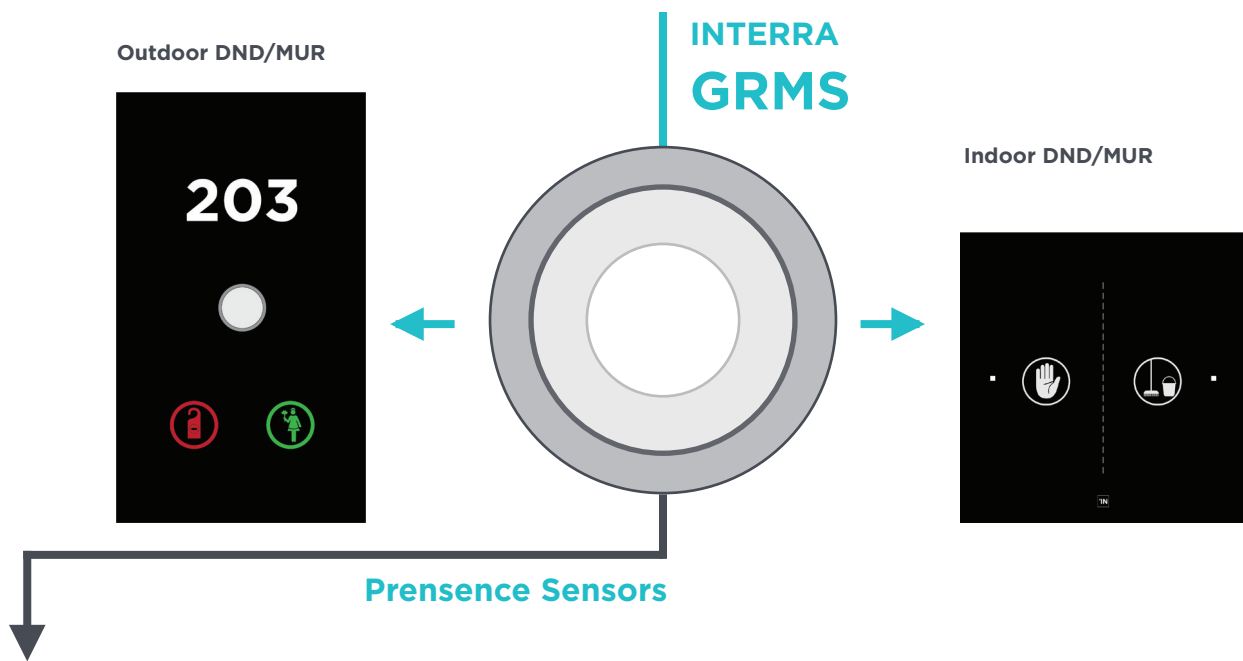 INTERRA
GRMS
Outdoor DND/MUR
Indoor DND/MUR
203
Prensence Sensors